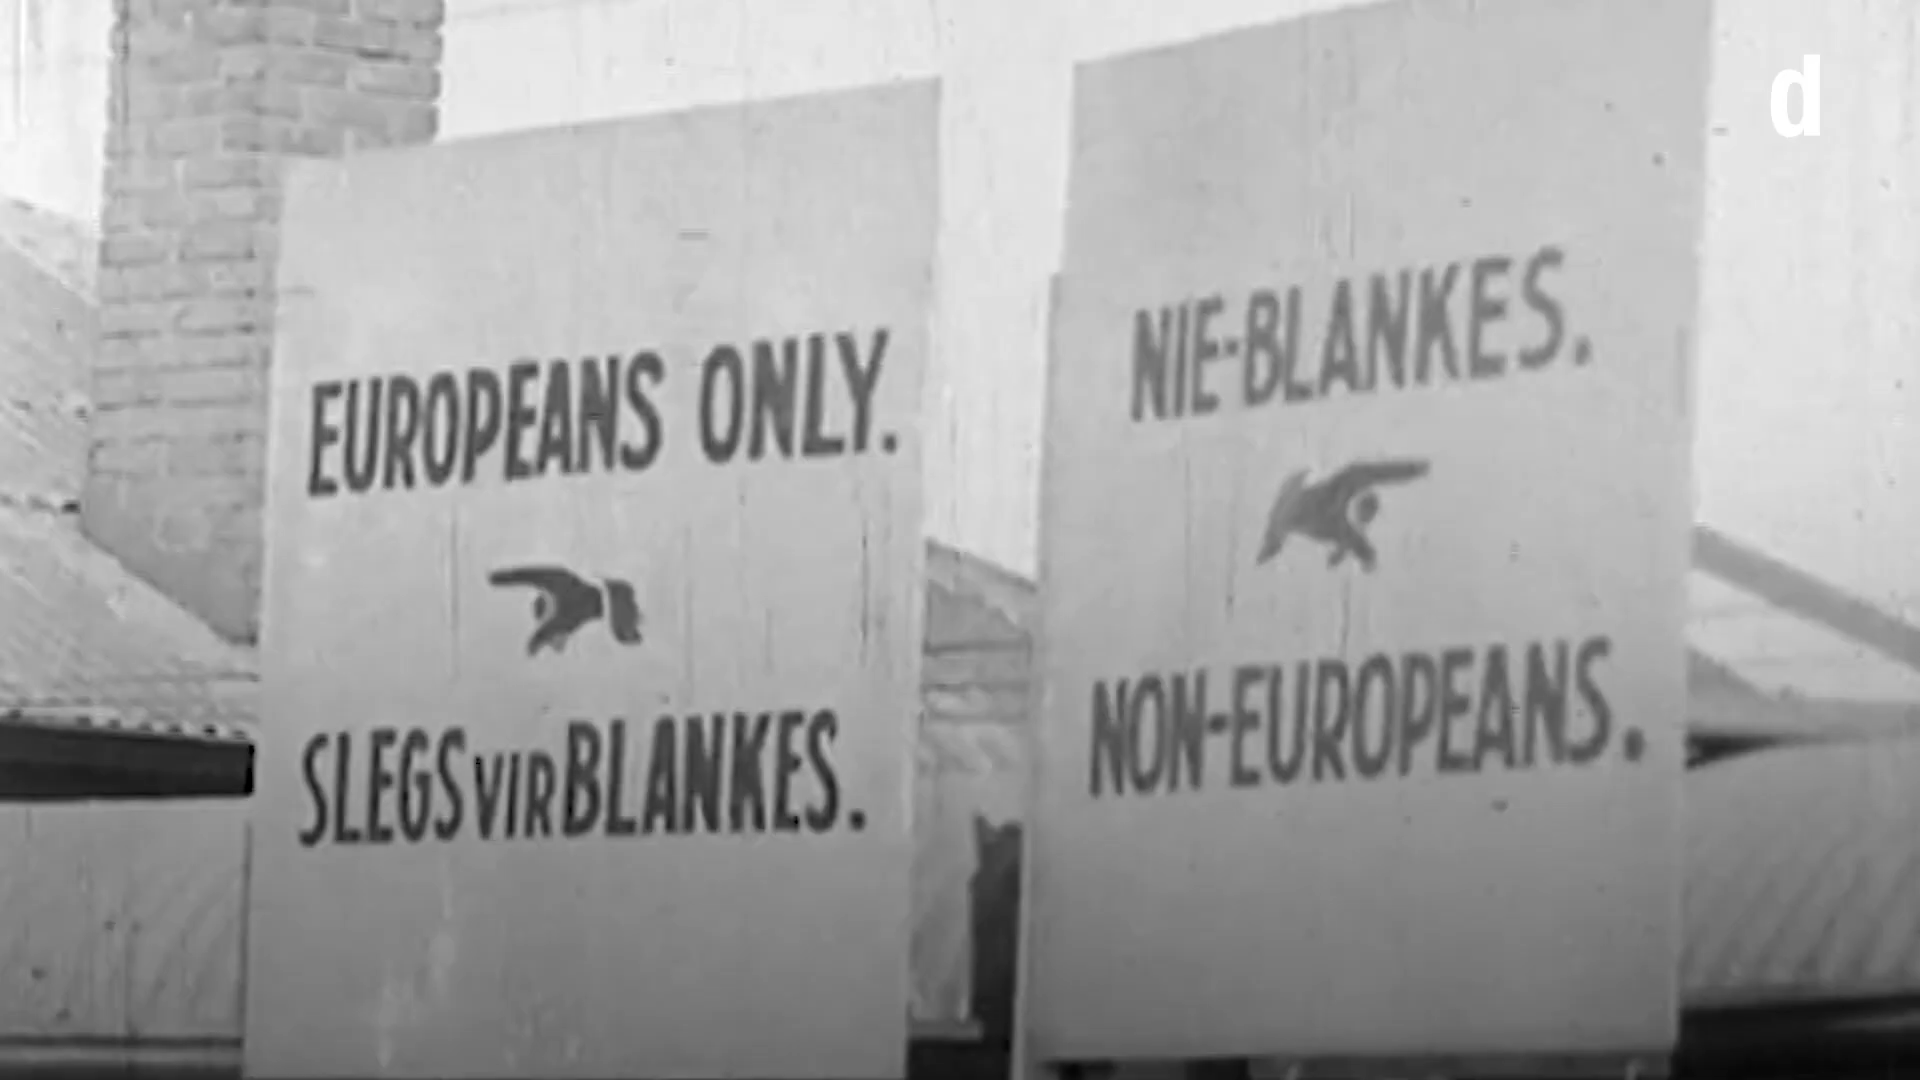 EUROPEANS ONLY.
SLEGS VIR BLANKES.
NIE-BLANKES.
NON-EUROPEANS.
d